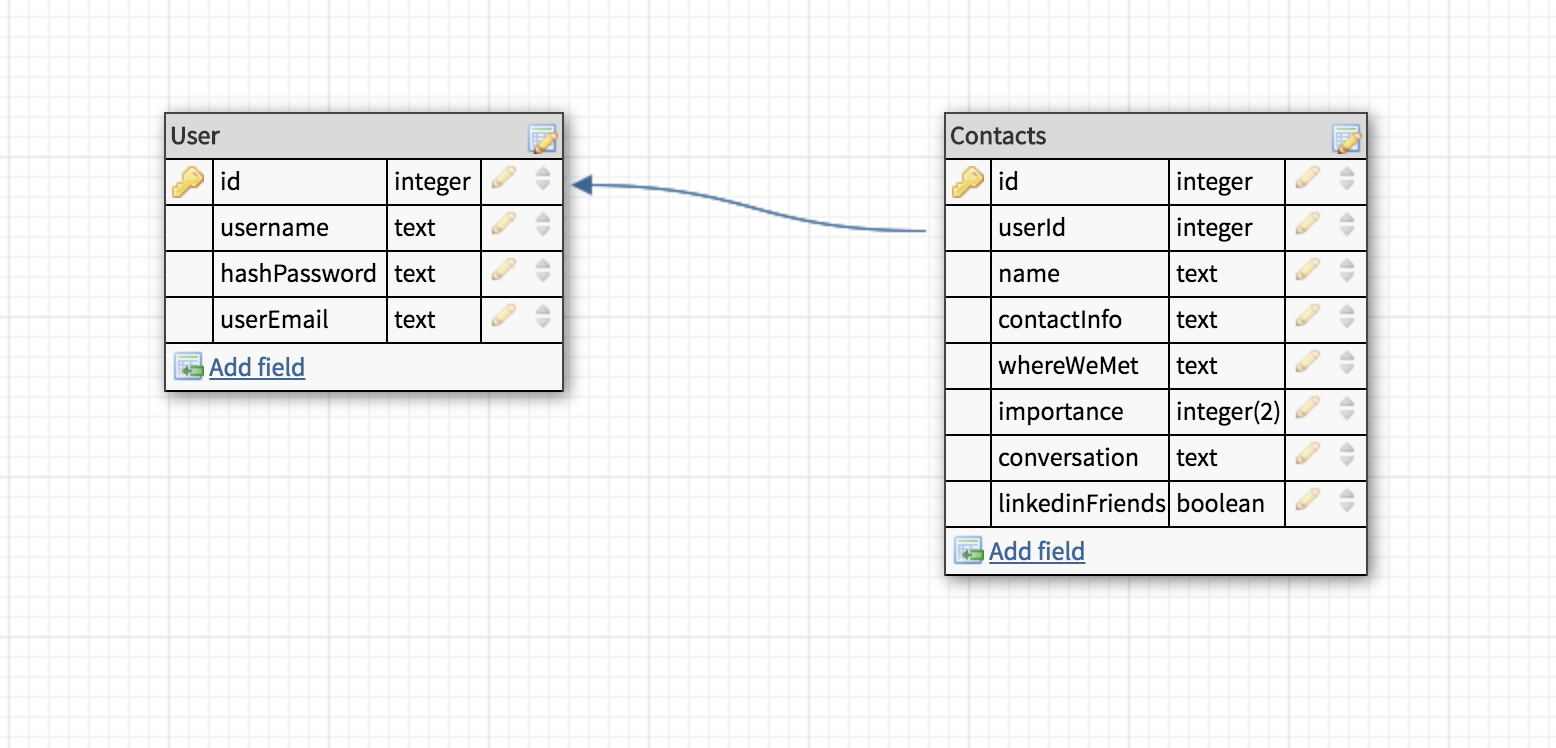 User
id integer
username text
hashPassword text
userEmail text
Add field
Contacts
id integer
userId integer
name text
contactInfo text
whereWeMet text
importance integer(2)
conversation text
linkedinFriends boolean
Add field